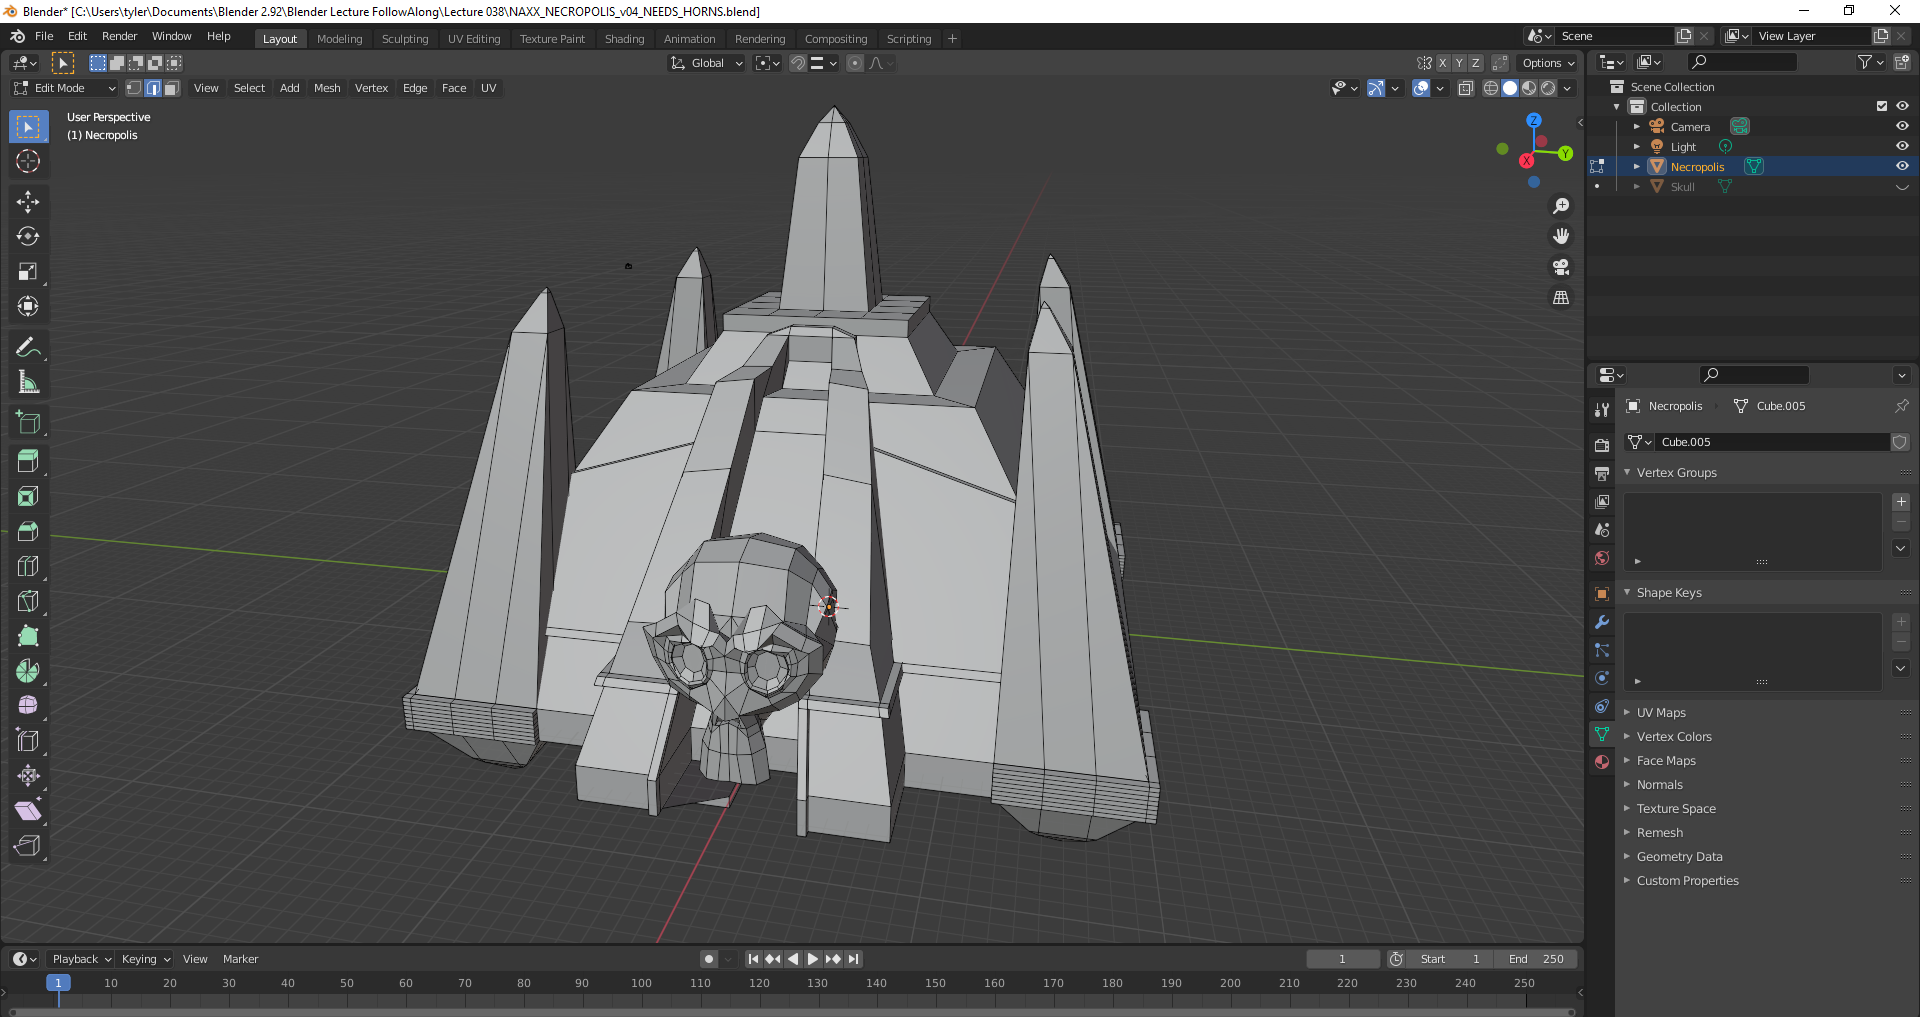 Blender* [C:\Users\tyler\Documents\Blender 2.92\Blender Lecture FollowAlong\Lecture 038\NAXX_NECROPOLIS_v04_NEEDS_HORNS.blend]
File Edit Render Window Help Layout Modeling Sculpting UV Editing Texture Paint Shading Animation Rendering Compositing Scripting + Scene View Layer
Global X Y Z Options
Edit Mode View Select Add Mesh Vertex Edge Face UV
User Perspective
(1) Necropolis
Z
Y
X
Scene Collection
Collection
Camera
Light
Necropolis
Skull
Necropolis Cube.005
Cube.005
Vertex Groups
Shape Keys
UV Maps
Vertex Colors
Face Maps
Normals
Texture Space
Remesh
Geometry Data
Custom Properties
Playback Keying View Marker 1 Start 1 End 250
1 10 20 30 40 50 60 70 80 90 100 110 120 130 140 150 160 170 180 190 200 210 220 230 240 250